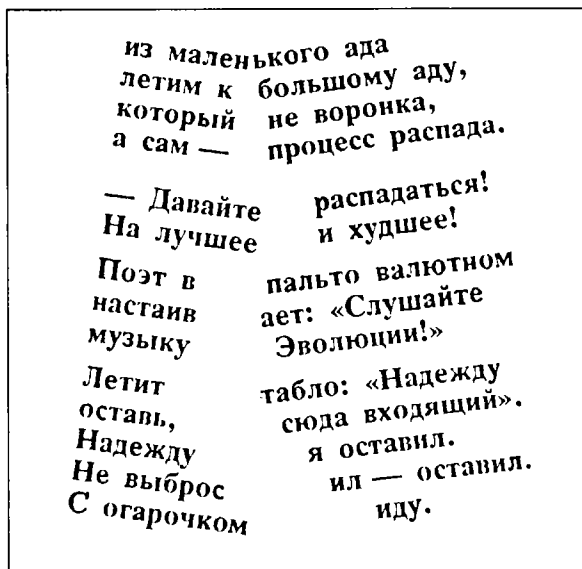 из маленького ада
летим к большому аду,
который не воронка,
а сам — процесс распада.
— Давайте распадаться!
На лучшее и худшее!
Поэт в пальто валютном
настаив ает: «Слушайте
музыку Эволюции!»
Летит табло: «Надежду
оставь, сюда входящий».
Надежду я оставил.
Не выброс ил — оставил.
С огарочком иду.